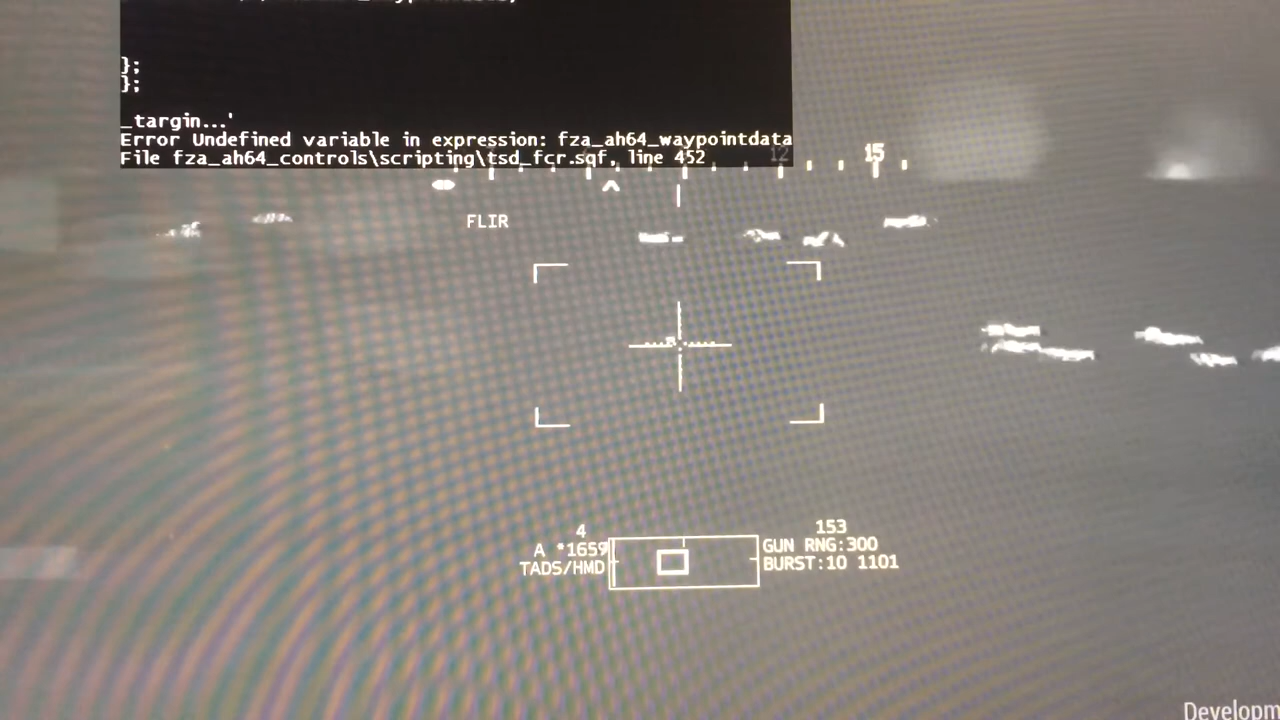 };
};
_targin...'
Error Undefined variable in expression: fza_ah64_waypointdata
File fza_ah64_controls\scripting\tsd_fcr.sqf, line 452
12
15
FLIR
4
A *1659
TADS/HMD
153
GUN RNG:300
BURST:10 1101
Developm